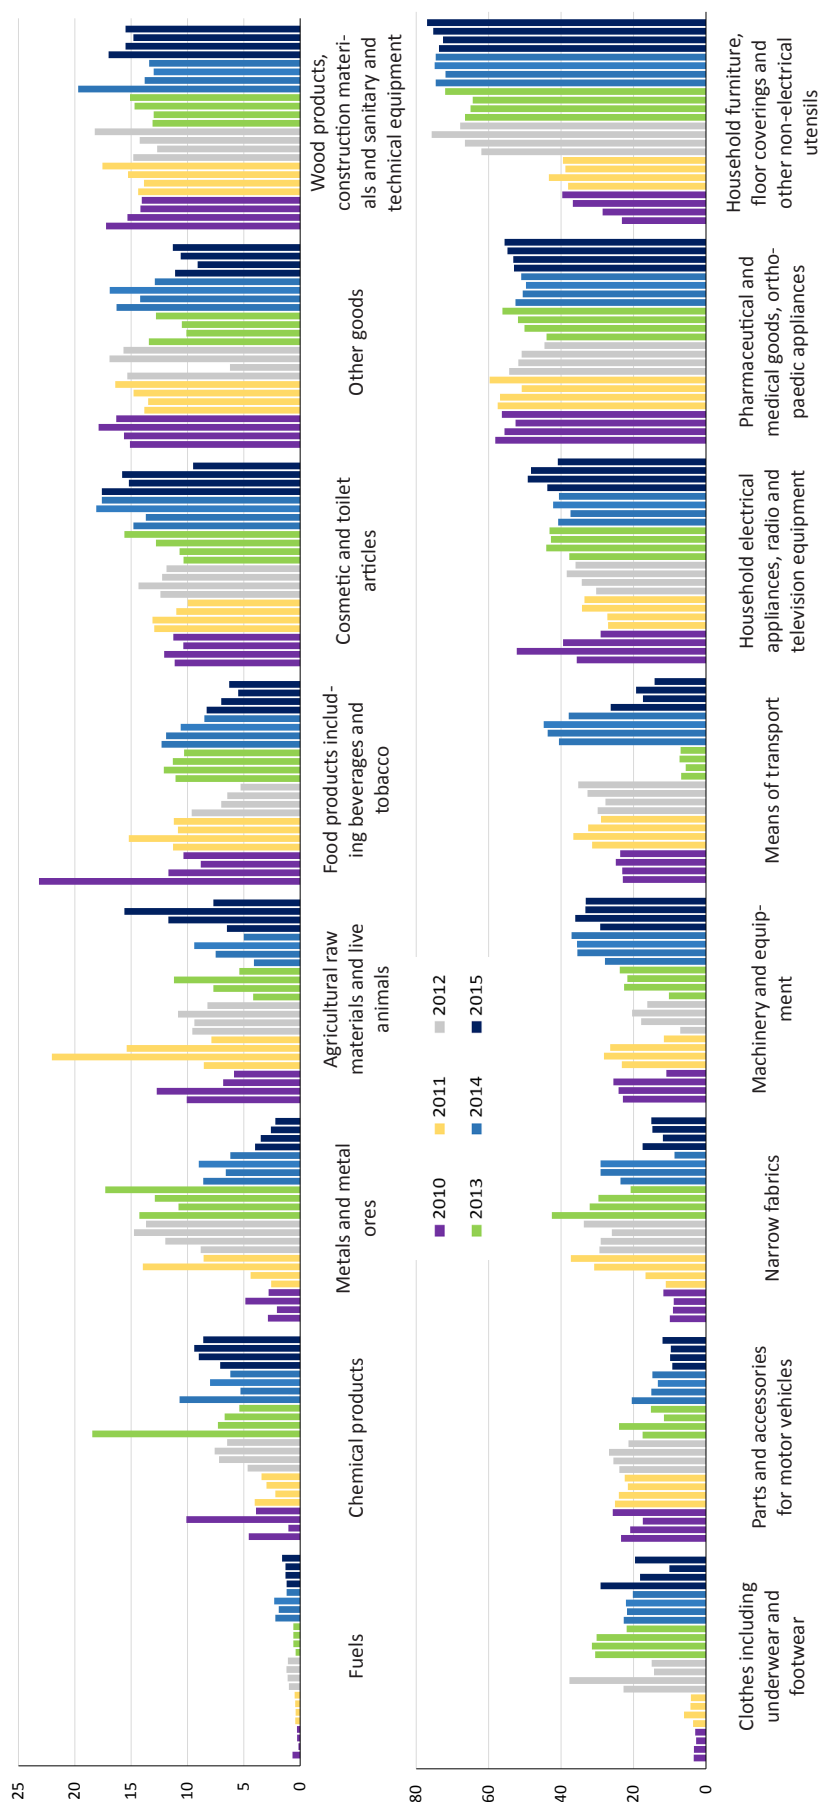 25
20
15
10
5
0
Fuels
Chemical products
Metals and metal
ores
Agricultural raw
materials and live
animals
Food products includ-
ing beverages and
tobacco
Cosmetic and toilet
articles
Other goods
Wood products,
construction materi-
als and sanitary and
technical equipment
2010
2011
2012
2013
2014
2015
80
60
40
20
0
Clothes including
underwear and
footwear
Parts and accessories
for motor vehicles
Narrow fabrics
Machinery and equip-
ment
Means of transport
Household electrical
appliances, radio and
television equipment
Pharmaceutical and
medical goods, ortho-
paedic appliances
Household furniture,
floor coverings and
other non-electrical
utensils